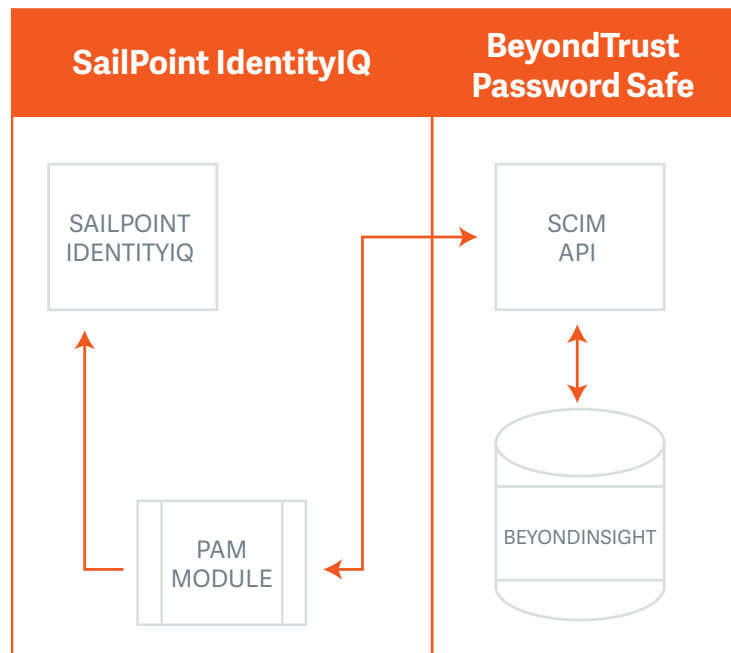 SailPoint IdentityIQ
BeyondTrust
Password Safe
SAILPOINT
IDENTITYIQ
SCIM
API
PAM
MODULE
BEYONDINSIGHT